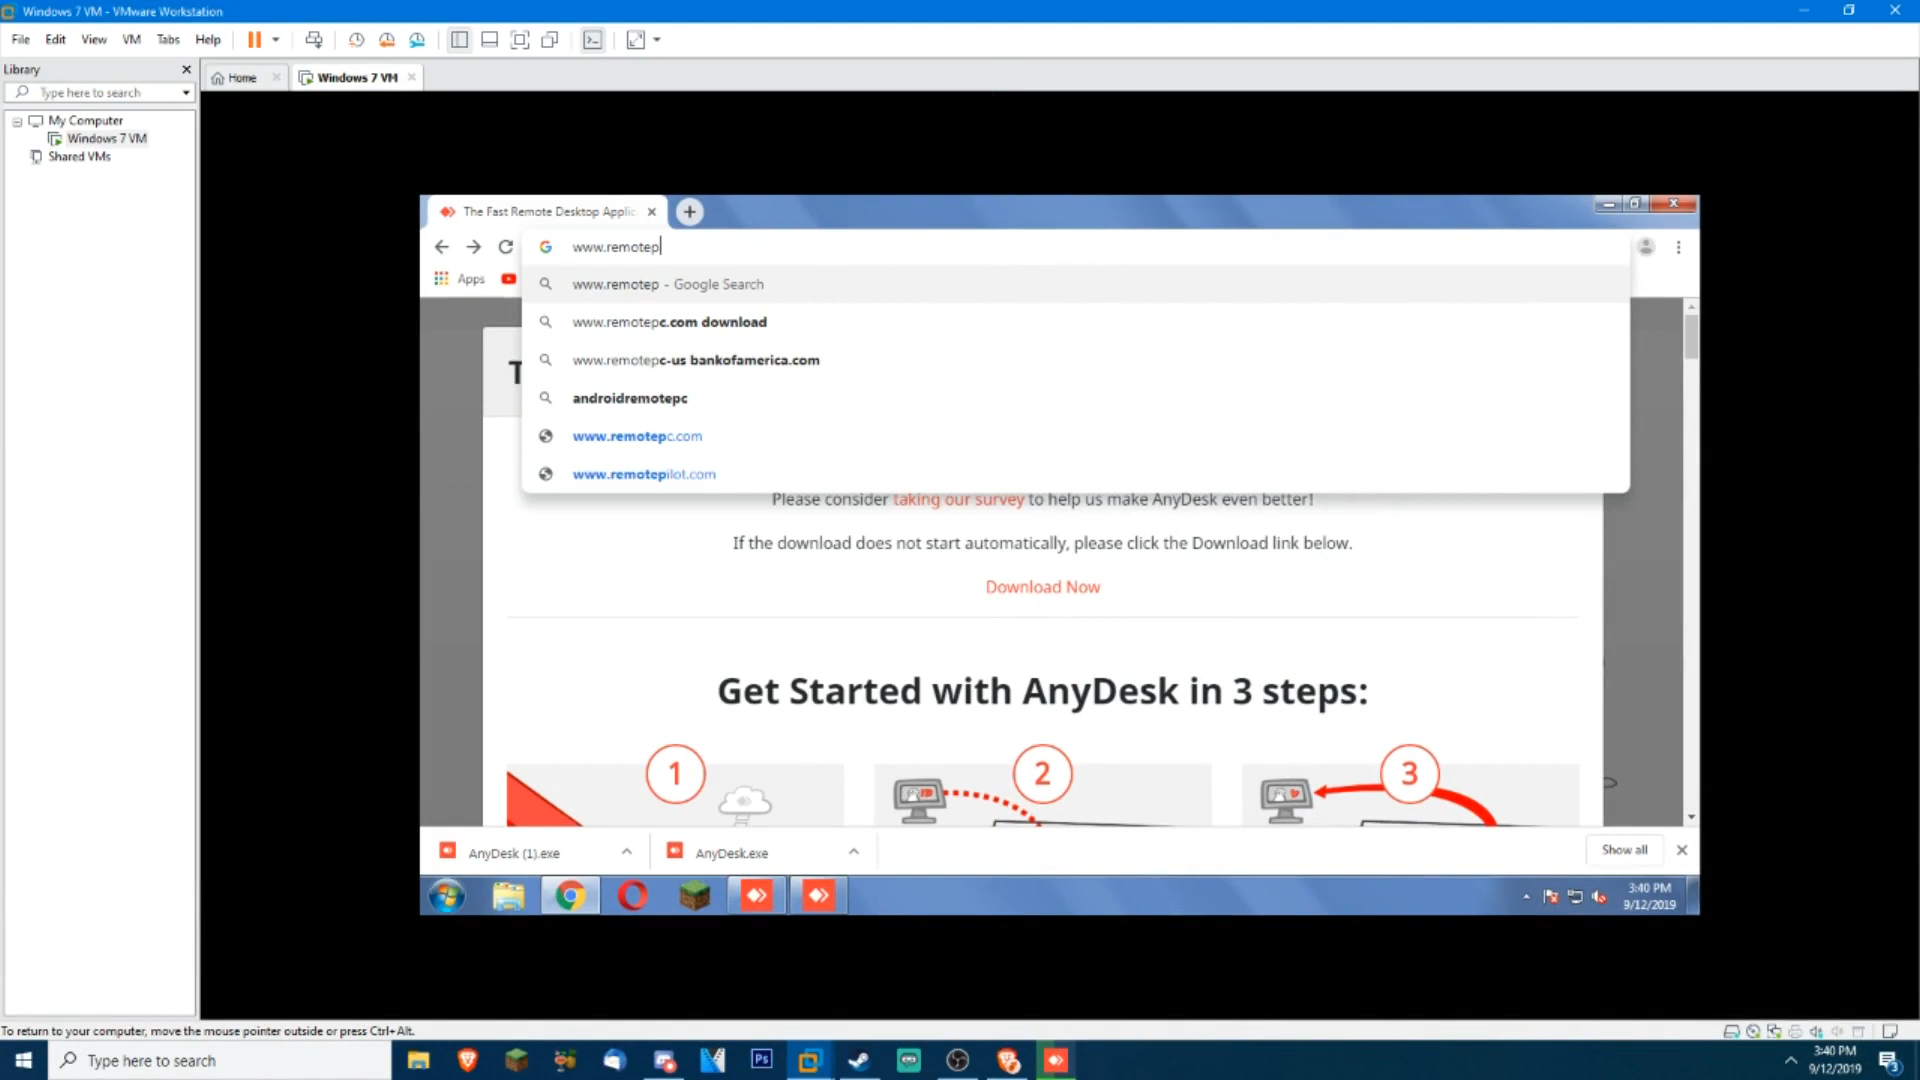 Windows 7 VM - VMware Workstation
File Edit View VM Tabs Help
Library
Home
Windows 7 VM
Type here to search
My Computer
Windows 7 VM
Shared VMs
The Fast Remote Desktop Applic
www.remotep
Apps
www.remotep - Google Search
www.remotepc.com download
www.remotepc-us bankofamerica.com
androidremotepc
www.remotepc.com
www.remotepilot.com
T
Please consider taking our survey to help us make AnyDesk even better!
If the download does not start automatically, please click the Download link below.
Download Now
Get Started with AnyDesk in 3 steps:
1
2
3
AnyDesk (1).exe
AnyDesk.exe
Show all
3:40 PM
9/12/2019
To return to your computer, move the mouse pointer outside or press Ctrl+Alt.
Type here to search
Ps
3:40 PM
9/12/2019
3